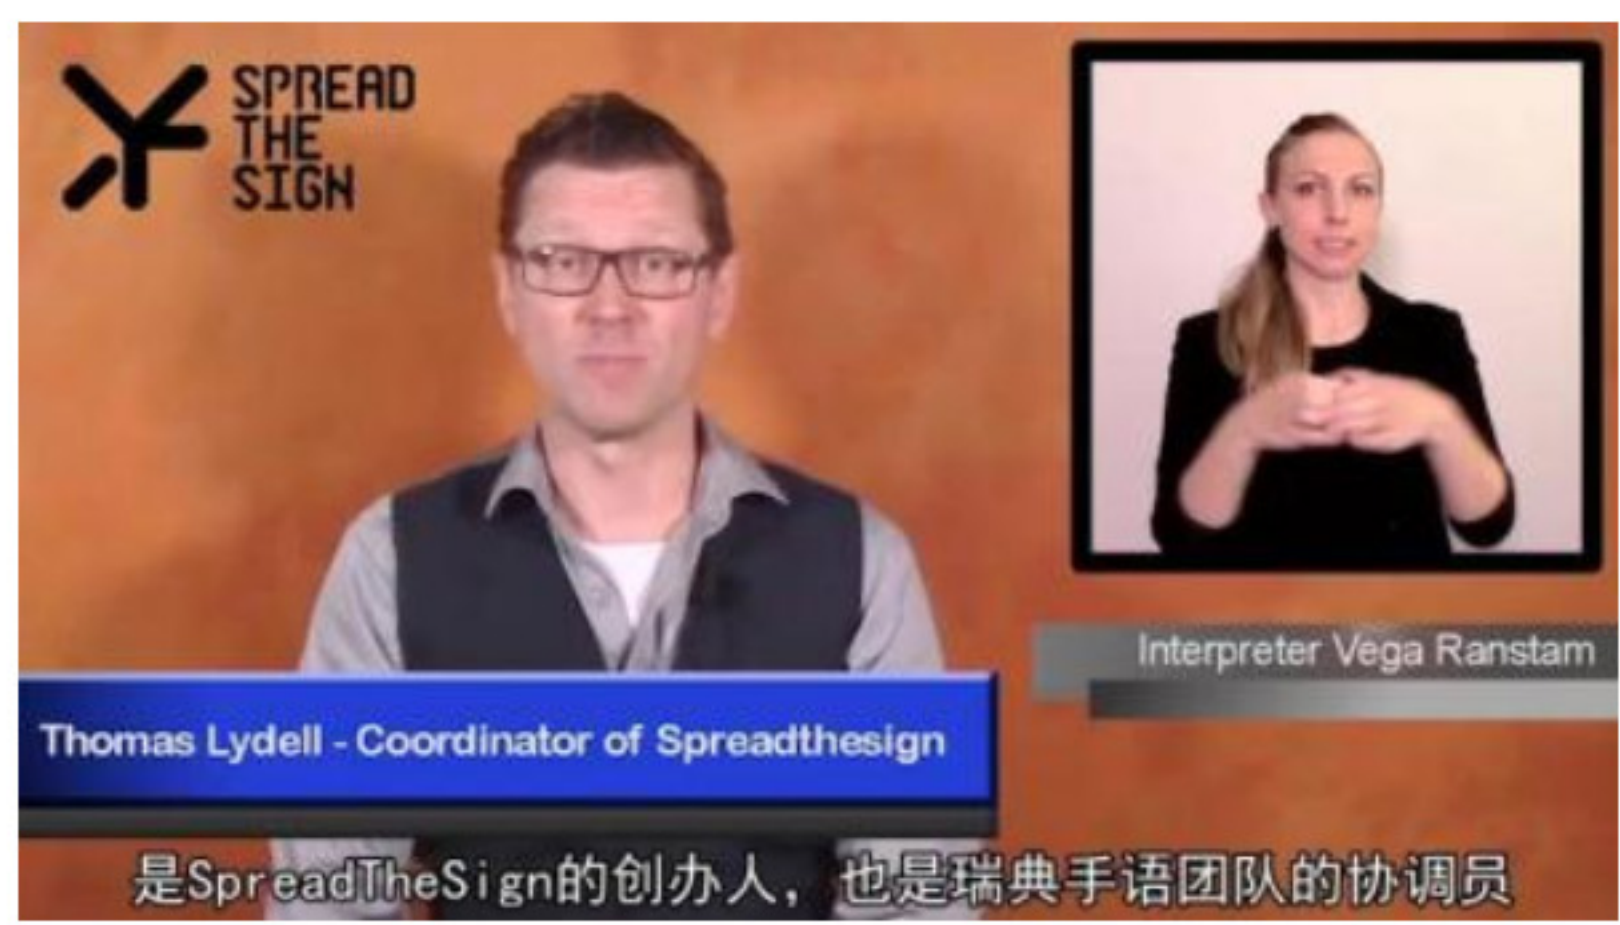 SPREAD
THE
SIGN
Interpreter Vega Ranstam
Thomas Lydell - Coordinator of Spreadthesign
是SpreadTheSign的创办人，也是瑞典手语团队的协调员